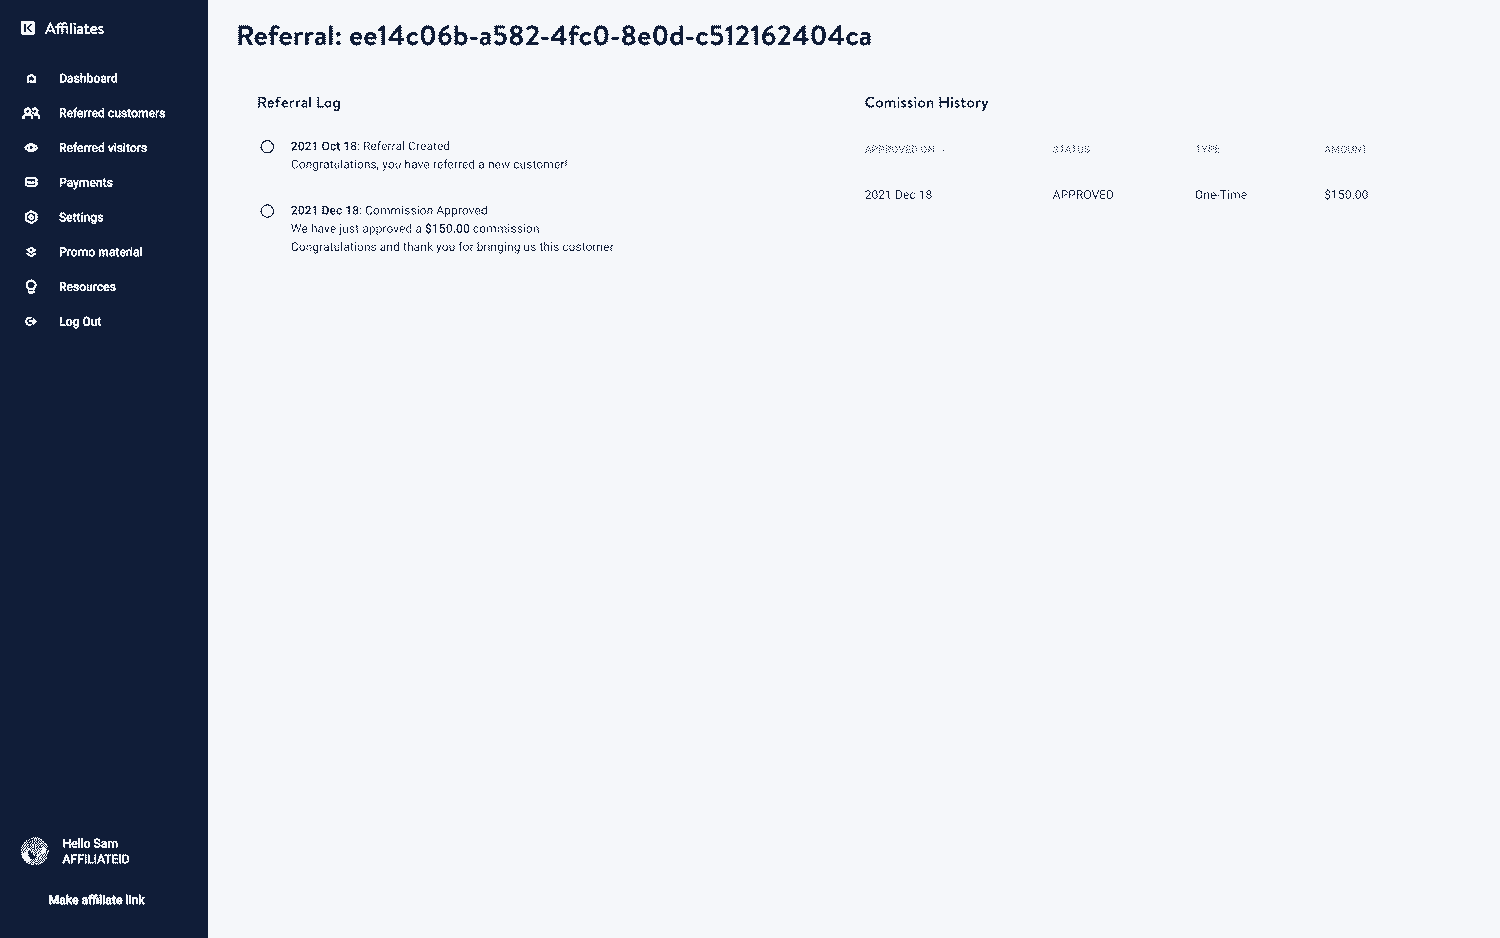 Affiliates
Dashboard
Referred customers
Referred visitors
Payments
Settings
Promo material
Resources
Log Out
Hello Sam
AFFILIATEID
Make affiliate link
Referral: ee14c06b-a582-4fc0-8e0d-c512162404ca
Referral Log
2021 Oct 18: Referral Created
Congratulations, you have referred a new customer!
2021 Dec 18: Commission Approved
We have just approved a $150.00 commission
Congratulations and thank you for bringing us this customer
Comission History
APPROVED ON STATUS TYPE AMOUNT
2021 Dec 18 APPROVED One-Time $150.00